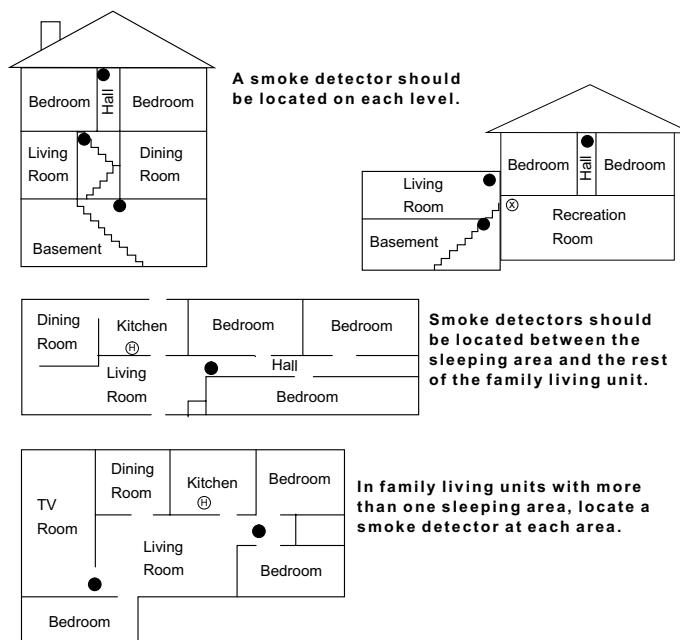 A smoke detector should
be located on each level.
Bedroom
Hall
Bedroom
Living
Room
Dining
Room
Basement
Bedroom
Hall
Bedroom
Living
Room
X
Recreation
Room
Basement
Dining
Room
Kitchen
H
Bedroom
Bedroom
Living
Room
Hall
Bedroom
Smoke detectors should
be located between the
sleeping area and the rest
of the family living unit.
TV
Room
Dining
Room
Kitchen
H
Bedroom
Living
Room
Bedroom
Bedroom
In family living units with more
than one sleeping area, locate a
smoke detector at each area.